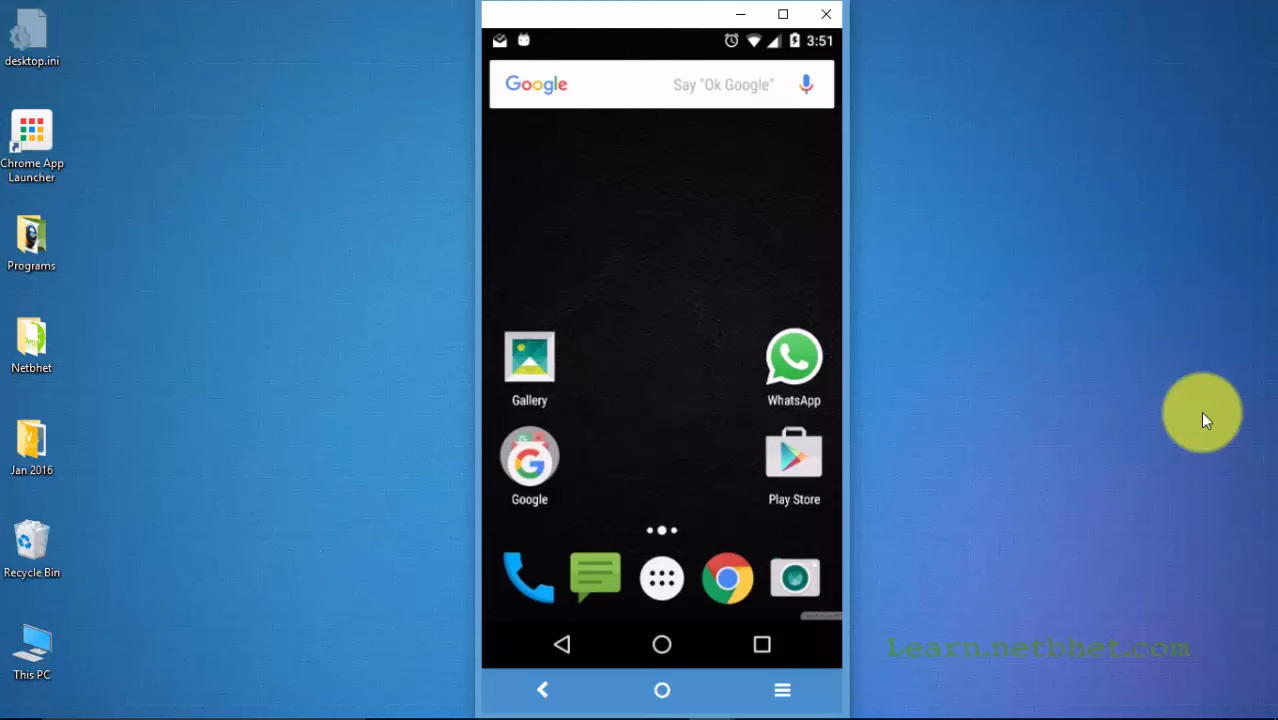 desktop.ini
Chrome App
Launcher
Programs
Netbhet
Jan 2016
Recycle Bin
This PC
3:51
Google
Say "Ok Google"
Gallery
WhatsApp
Google
Play Store
Learn.netbhet.com